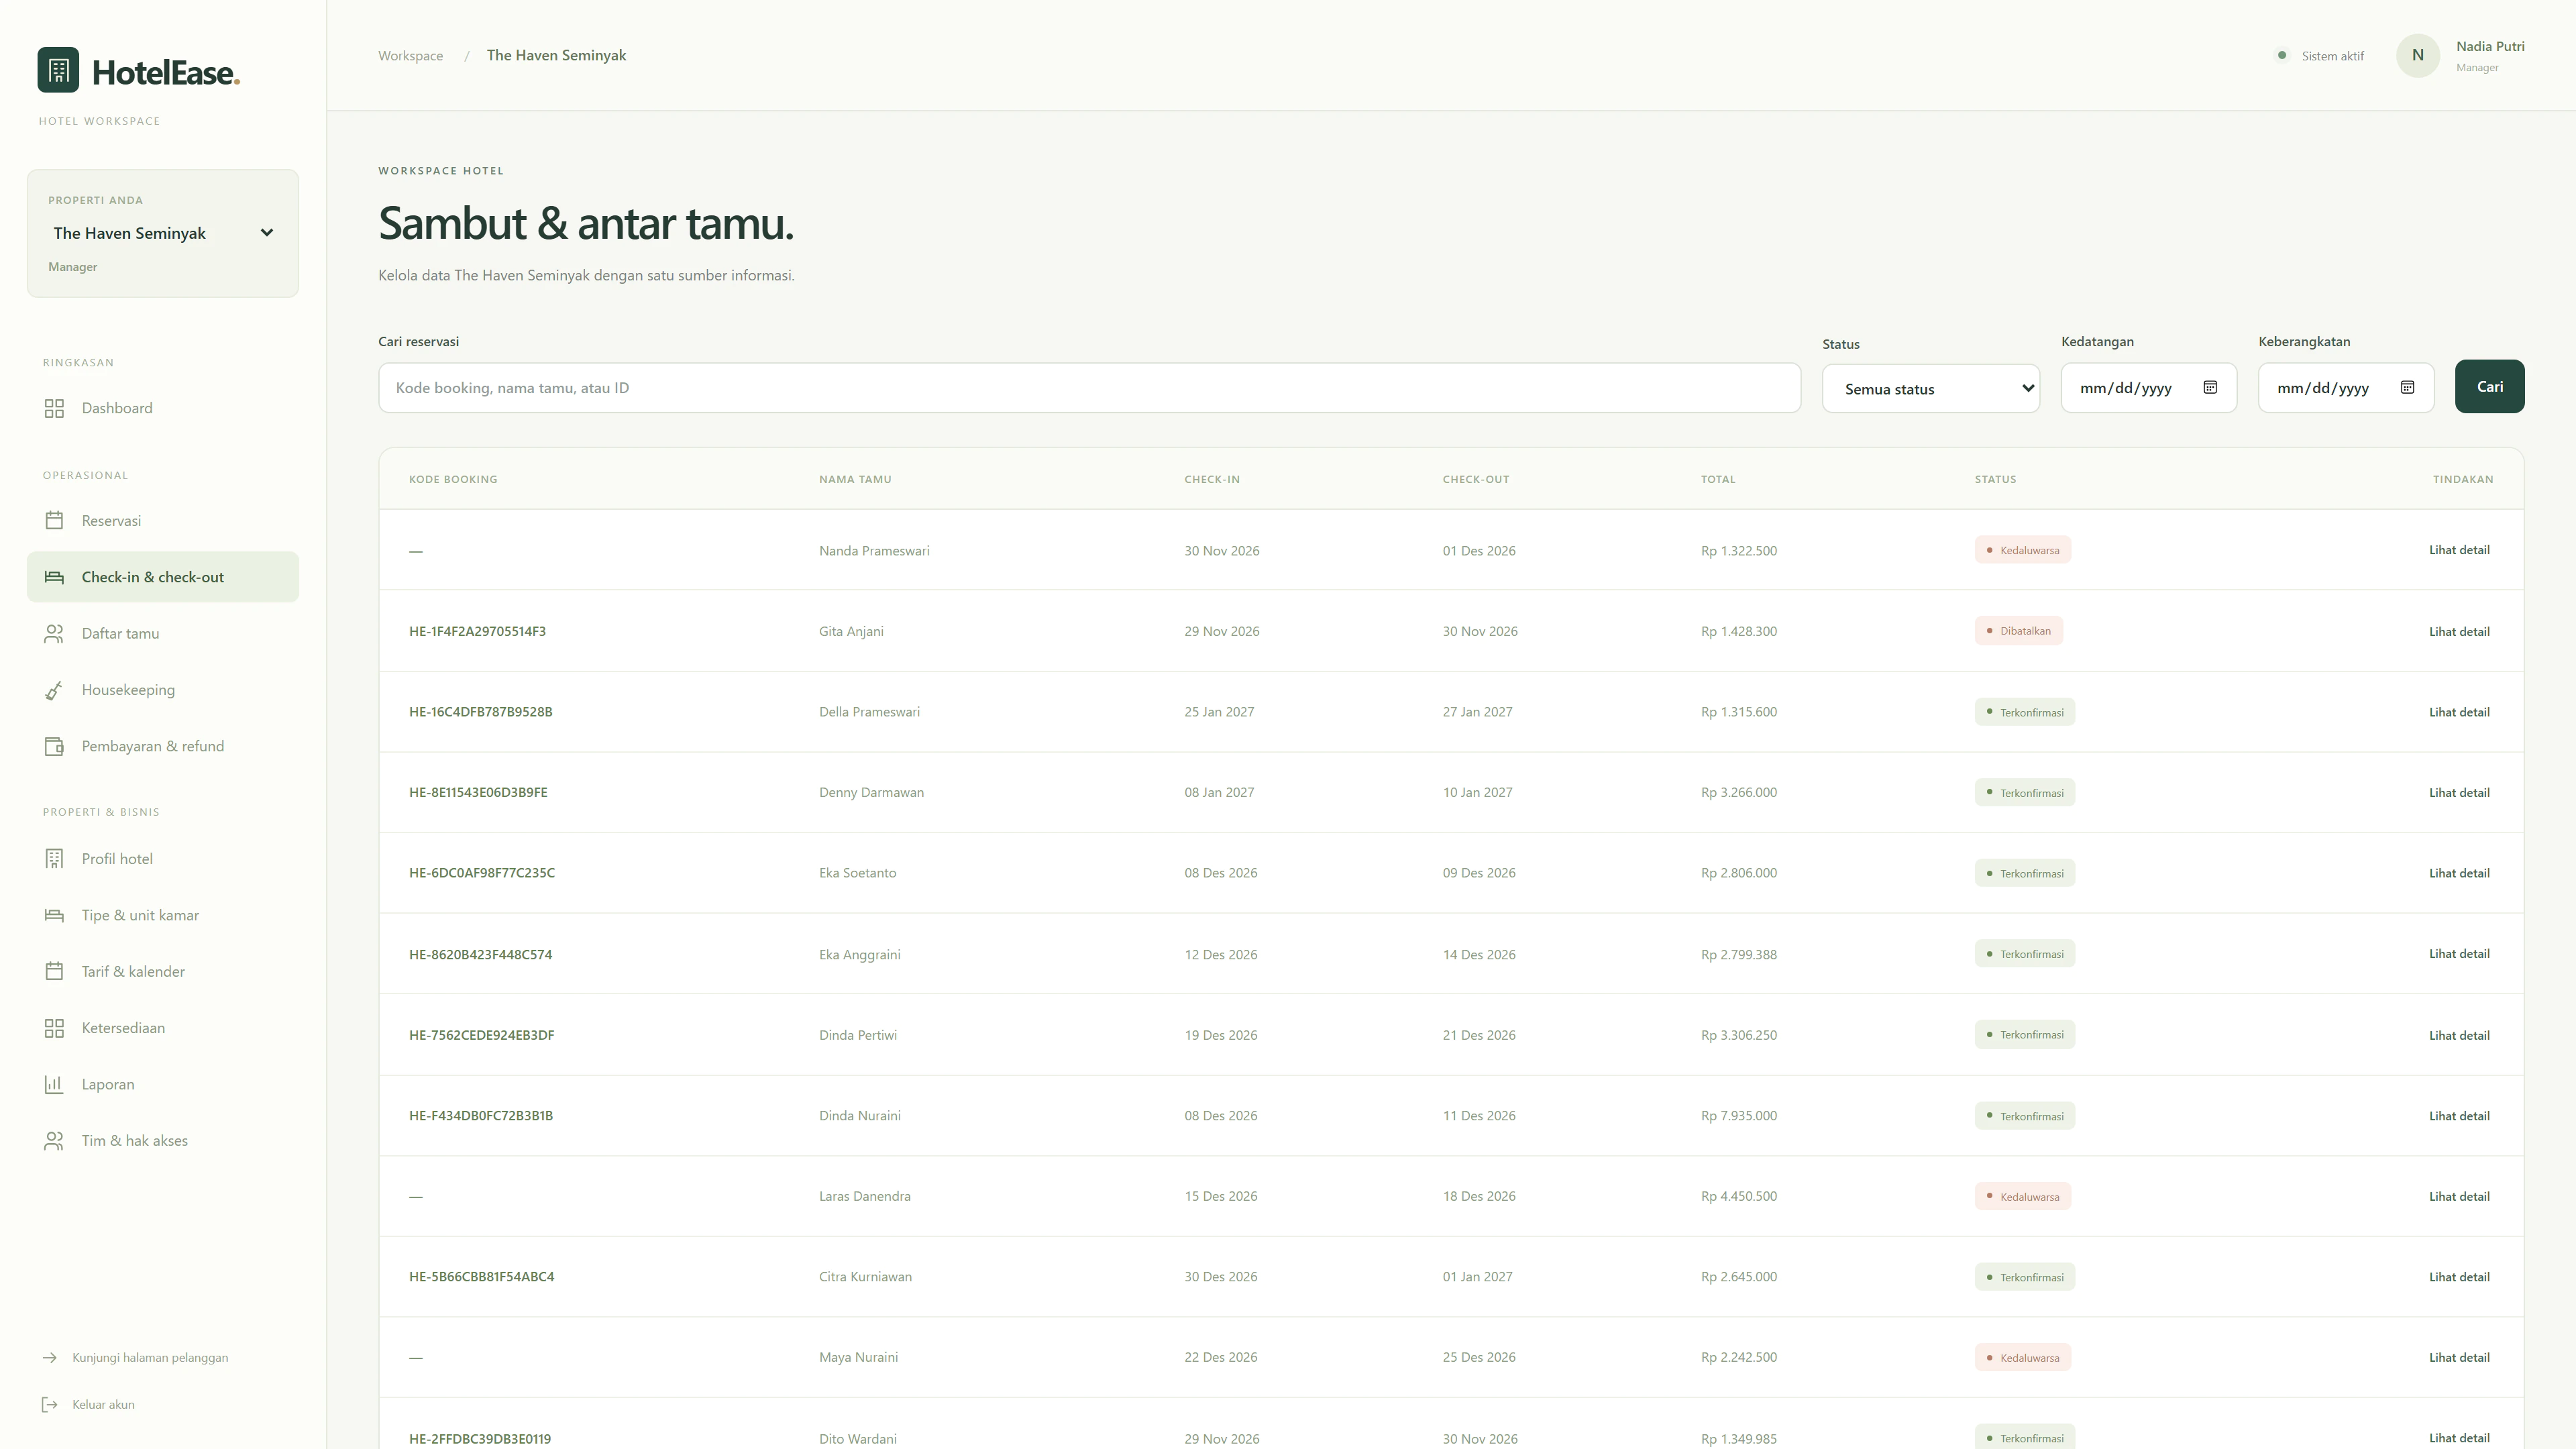 HotelEase.
HOTEL WORKSPACE
PROPERTI ANDA
The Haven Seminyak
Manager
RINGKASAN
Dashboard
OPERASIONAL
Reservasi
Check-in & check-out
Daftar tamu
Housekeeping
Pembayaran & refund
PROPERTI & BISNIS
Profil hotel
Tipe & unit kamar
Tarif & kalender
Ketersediaan
Laporan
Tim & hak akses
Kunjungi halaman pelanggan
Keluar akun
Workspace / The Haven Seminyak
Sistem aktif
N
Nadia Putri
Manager
WORKSPACE HOTEL
Sambut & antar tamu.
Kelola data The Haven Seminyak dengan satu sumber informasi.
Cari reservasi
Kode booking, nama tamu, atau ID
Status
Semua status
Kedatangan
mm/dd/yyyy
Keberangkatan
mm/dd/yyyy
Cari
KODE BOOKING NAMA TAMU CHECK-IN CHECK-OUT TOTAL STATUS TINDAKAN
— Nanda Prameswari 30 Nov 2026 01 Des 2026 Rp 1.322.500 Kedaluwarsa Lihat detail
HE-1F4F2A29705514F3 Gita Anjani 29 Nov 2026 30 Nov 2026 Rp 1.428.300 Dibatalkan Lihat detail
HE-16C4DFB787B9528B Della Prameswari 25 Jan 2027 27 Jan 2027 Rp 1.315.600 Terkonfirmasi Lihat detail
HE-8E11543E06D3B9FE Denny Darmawan 08 Jan 2027 10 Jan 2027 Rp 3.266.000 Terkonfirmasi Lihat detail
HE-6DC0AF98F77C235C Eka Soetanto 08 Des 2026 09 Des 2026 Rp 2.806.000 Terkonfirmasi Lihat detail
HE-8620B423F448C574 Eka Anggraini 12 Des 2026 14 Des 2026 Rp 2.799.388 Terkonfirmasi Lihat detail
HE-7562CEDE924EB3DF Dinda Pertiwi 19 Des 2026 21 Des 2026 Rp 3.306.250 Terkonfirmasi Lihat detail
HE-F434DB0FC72B3B1B Dinda Nuraini 08 Des 2026 11 Des 2026 Rp 7.935.000 Terkonfirmasi Lihat detail
— Laras Danendra 15 Des 2026 18 Des 2026 Rp 4.450.500 Kedaluwarsa Lihat detail
HE-5B66CBB81F54ABC4 Citra Kurniawan 30 Des 2026 01 Jan 2027 Rp 2.645.000 Terkonfirmasi Lihat detail
— Maya Nuraini 22 Des 2026 25 Des 2026 Rp 2.242.500 Kedaluwarsa Lihat detail
HE-2FFDBC39DB3E0119 Dito Wardani 29 Nov 2026 30 Nov 2026 Rp 1.349.985 Terkonfirmasi Lihat detail